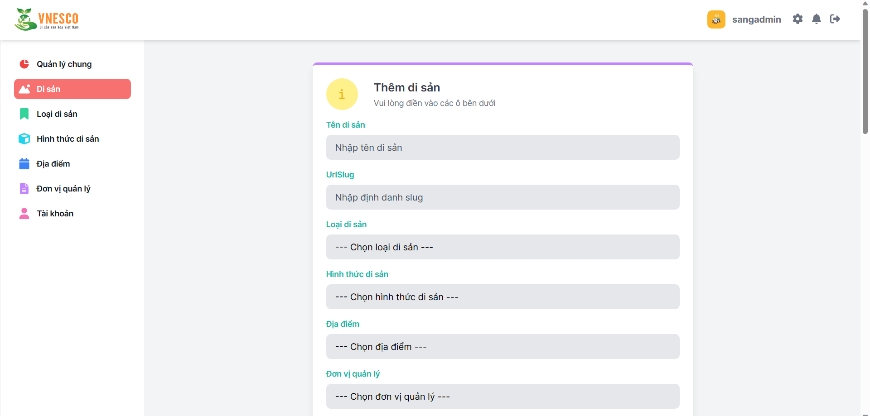 VNESCO
sangadmin
Quản lý chung
Di sản
Loại di sản
Hình thức di sản
Địa điểm
Đơn vị quản lý
Tài khoản
i
Thêm di sản
Vui lòng điền vào các ô bên dưới
Tên di sản
Nhập tên di sản
UrlSlug
Nhập định danh slug
Loại di sản
--- Chọn loại di sản ---
Hình thức di sản
--- Chọn hình thức di sản ---
Địa điểm
--- Chọn địa điểm ---
Đơn vị quản lý
--- Chọn đơn vị quản lý ---